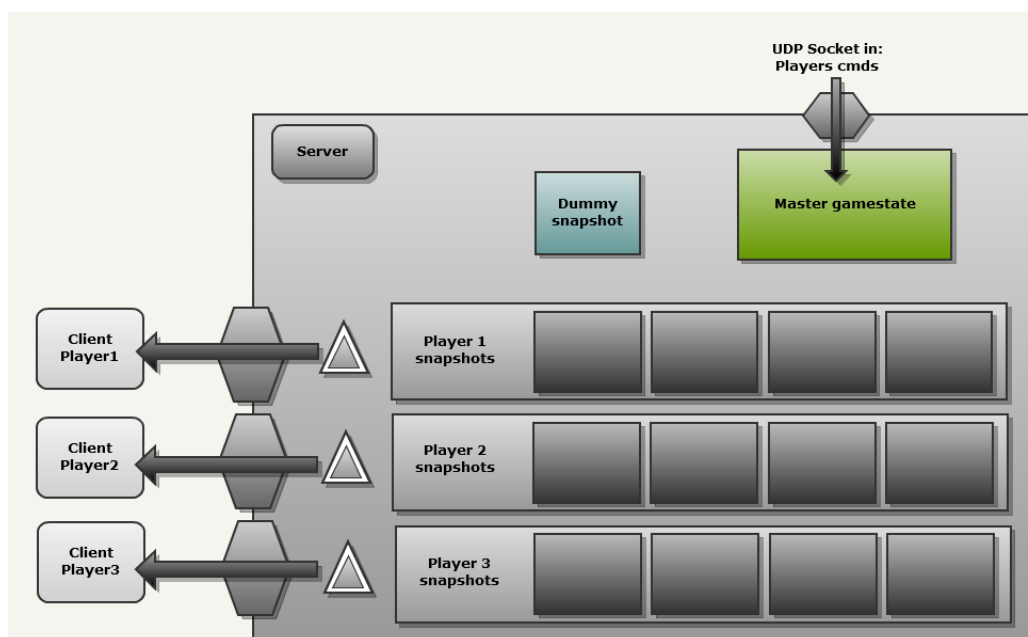 UDP Socket in:
Players cmds
Server
Dummy
snapshot
Master gamestate
Client
Player1
Player 1
snapshots
Client
Player2
Player 2
snapshots
Client
Player3
Player 3
snapshots